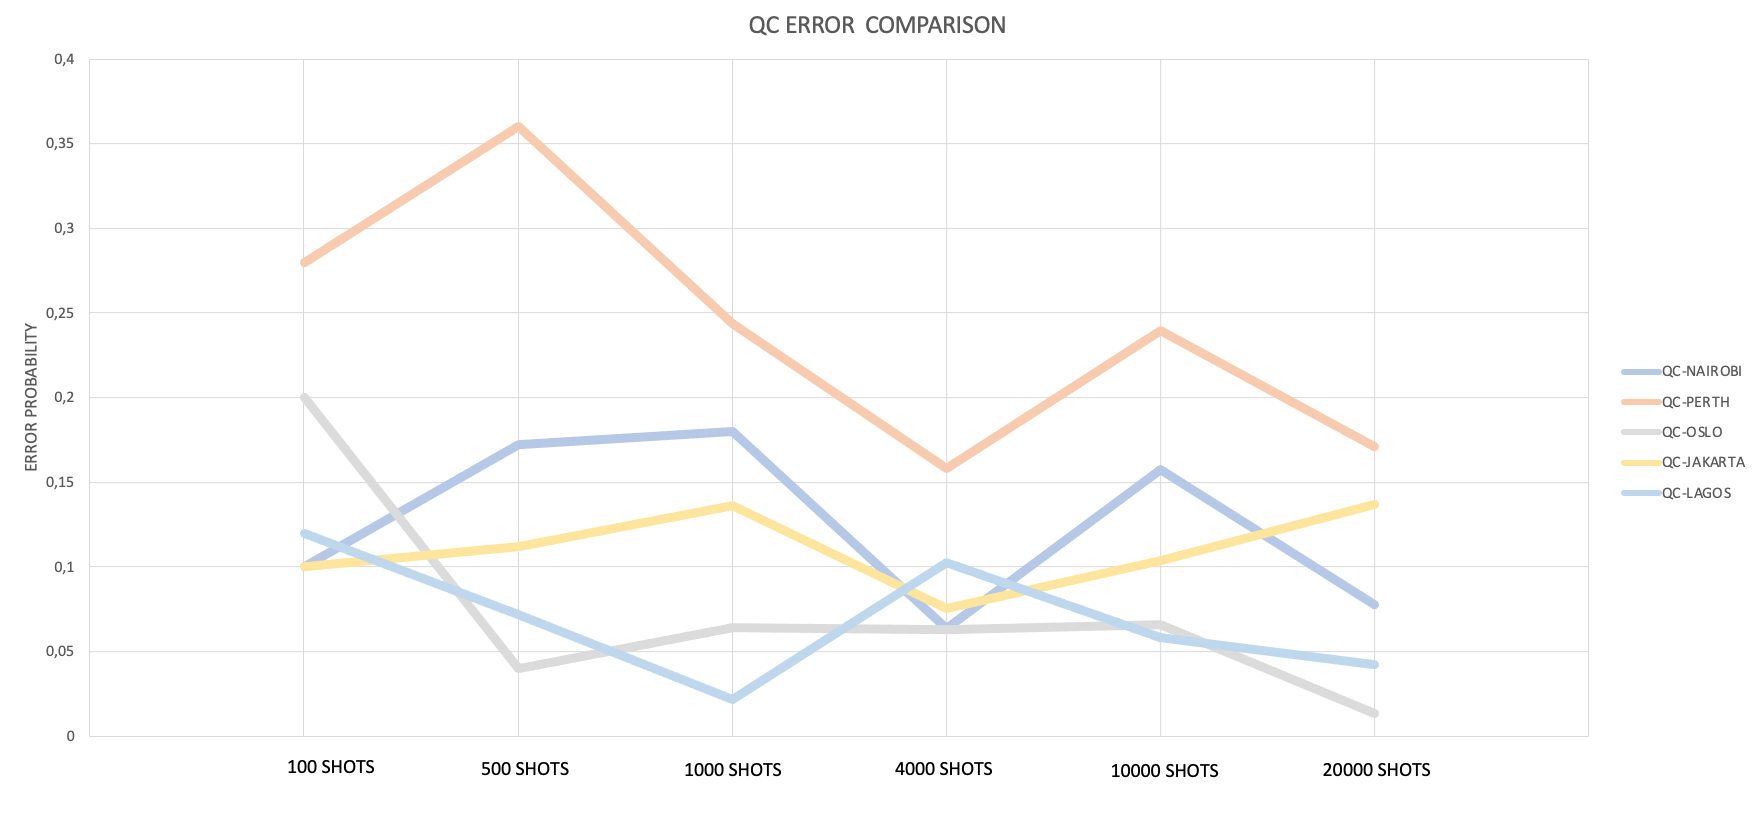 QC ERROR  COMPARISON
0,4
0,35
0,3
0,25
0,2
0,15
0,1
0,05
0
ERROR PROBABILITY
100 SHOTS
500 SHOTS
1000 SHOTS
4000 SHOTS
10000 SHOTS
20000 SHOTS
QC-NAIROBI
QC-PERTH
QC-OSLO
QC-JAKARTA
QC-LAGOS